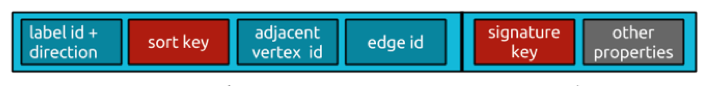 label id +
direction
sort key
adjacent
vertex id
edge id
signature
key
other
properties